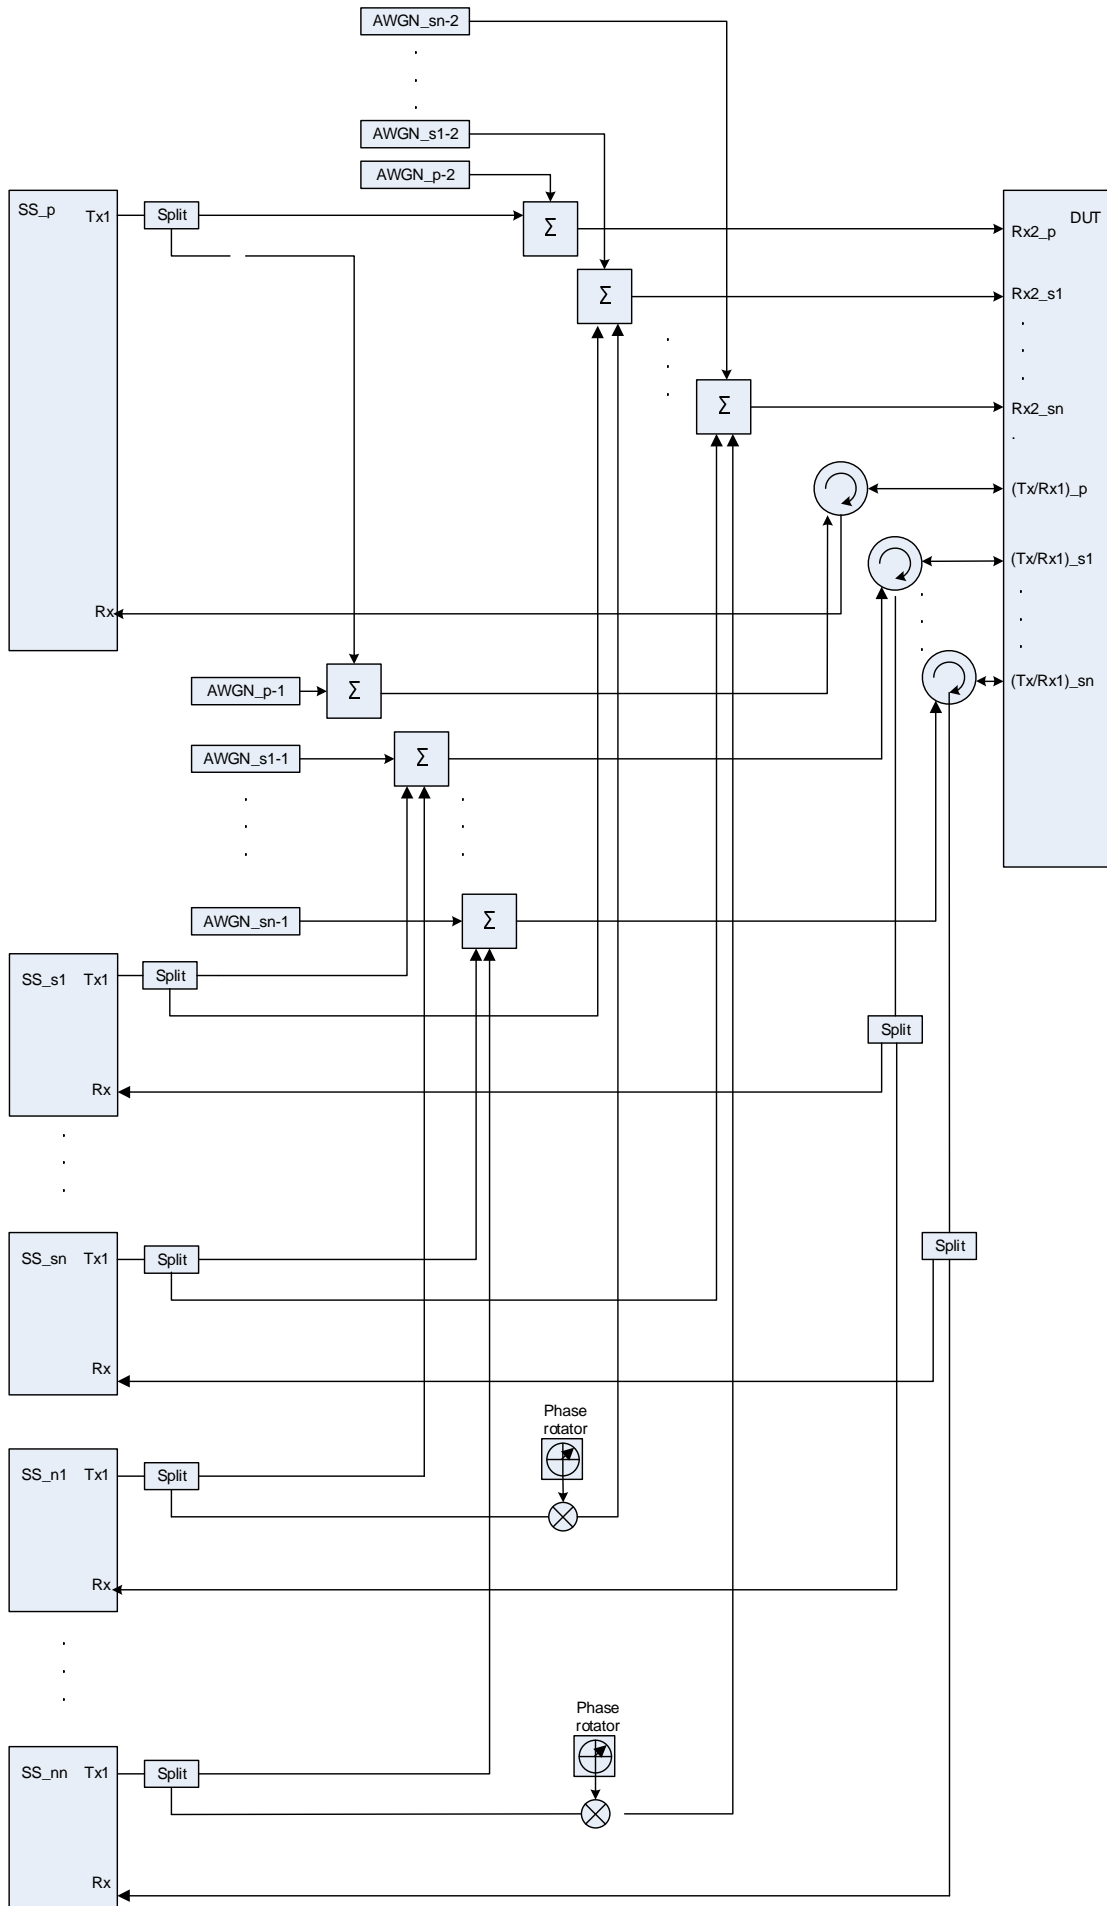 AWGN_sn-2
AWGN_s1-2
AWGN_p-2
SS_p
Tx1
Split
Σ
DUT
Rx2_p
Σ
Rx2_s1
Σ
Rx2_sn
(Tx/Rx1)_p
(Tx/Rx1)_s1
Rx
AWGN_p-1
Σ
(Tx/Rx1)_sn
AWGN_s1-1
Σ
AWGN_sn-1
Σ
SS_s1
Tx1
Split
Split
Rx
SS_sn
Tx1
Split
Split
Rx
Phase
rotator
SS_n1
Tx1
Split
Rx
Phase
rotator
SS_nn
Tx1
Split
Rx